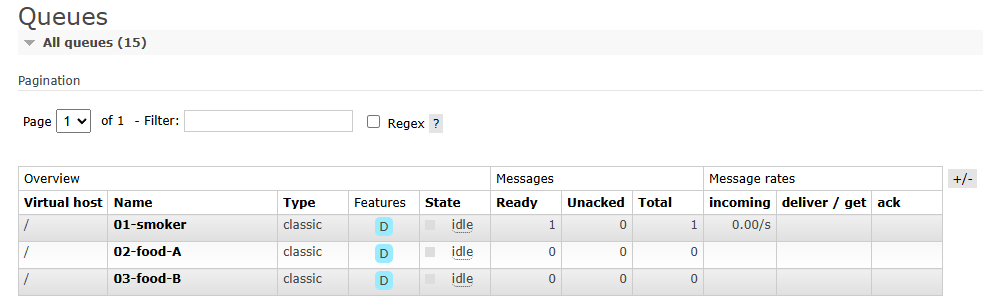 Queues
All queues (15)
Pagination
Page 1 of 1 - Filter: Regex ?
Overview Messages Message rates +/-
Virtual host Name Type Features State Ready Unacked Total incoming deliver / get ack
/ 01-smoker classic D idle 1 0 1 0.00/s
/ 02-food-A classic D idle 0 0 0
/ 03-food-B classic D idle 0 0 0